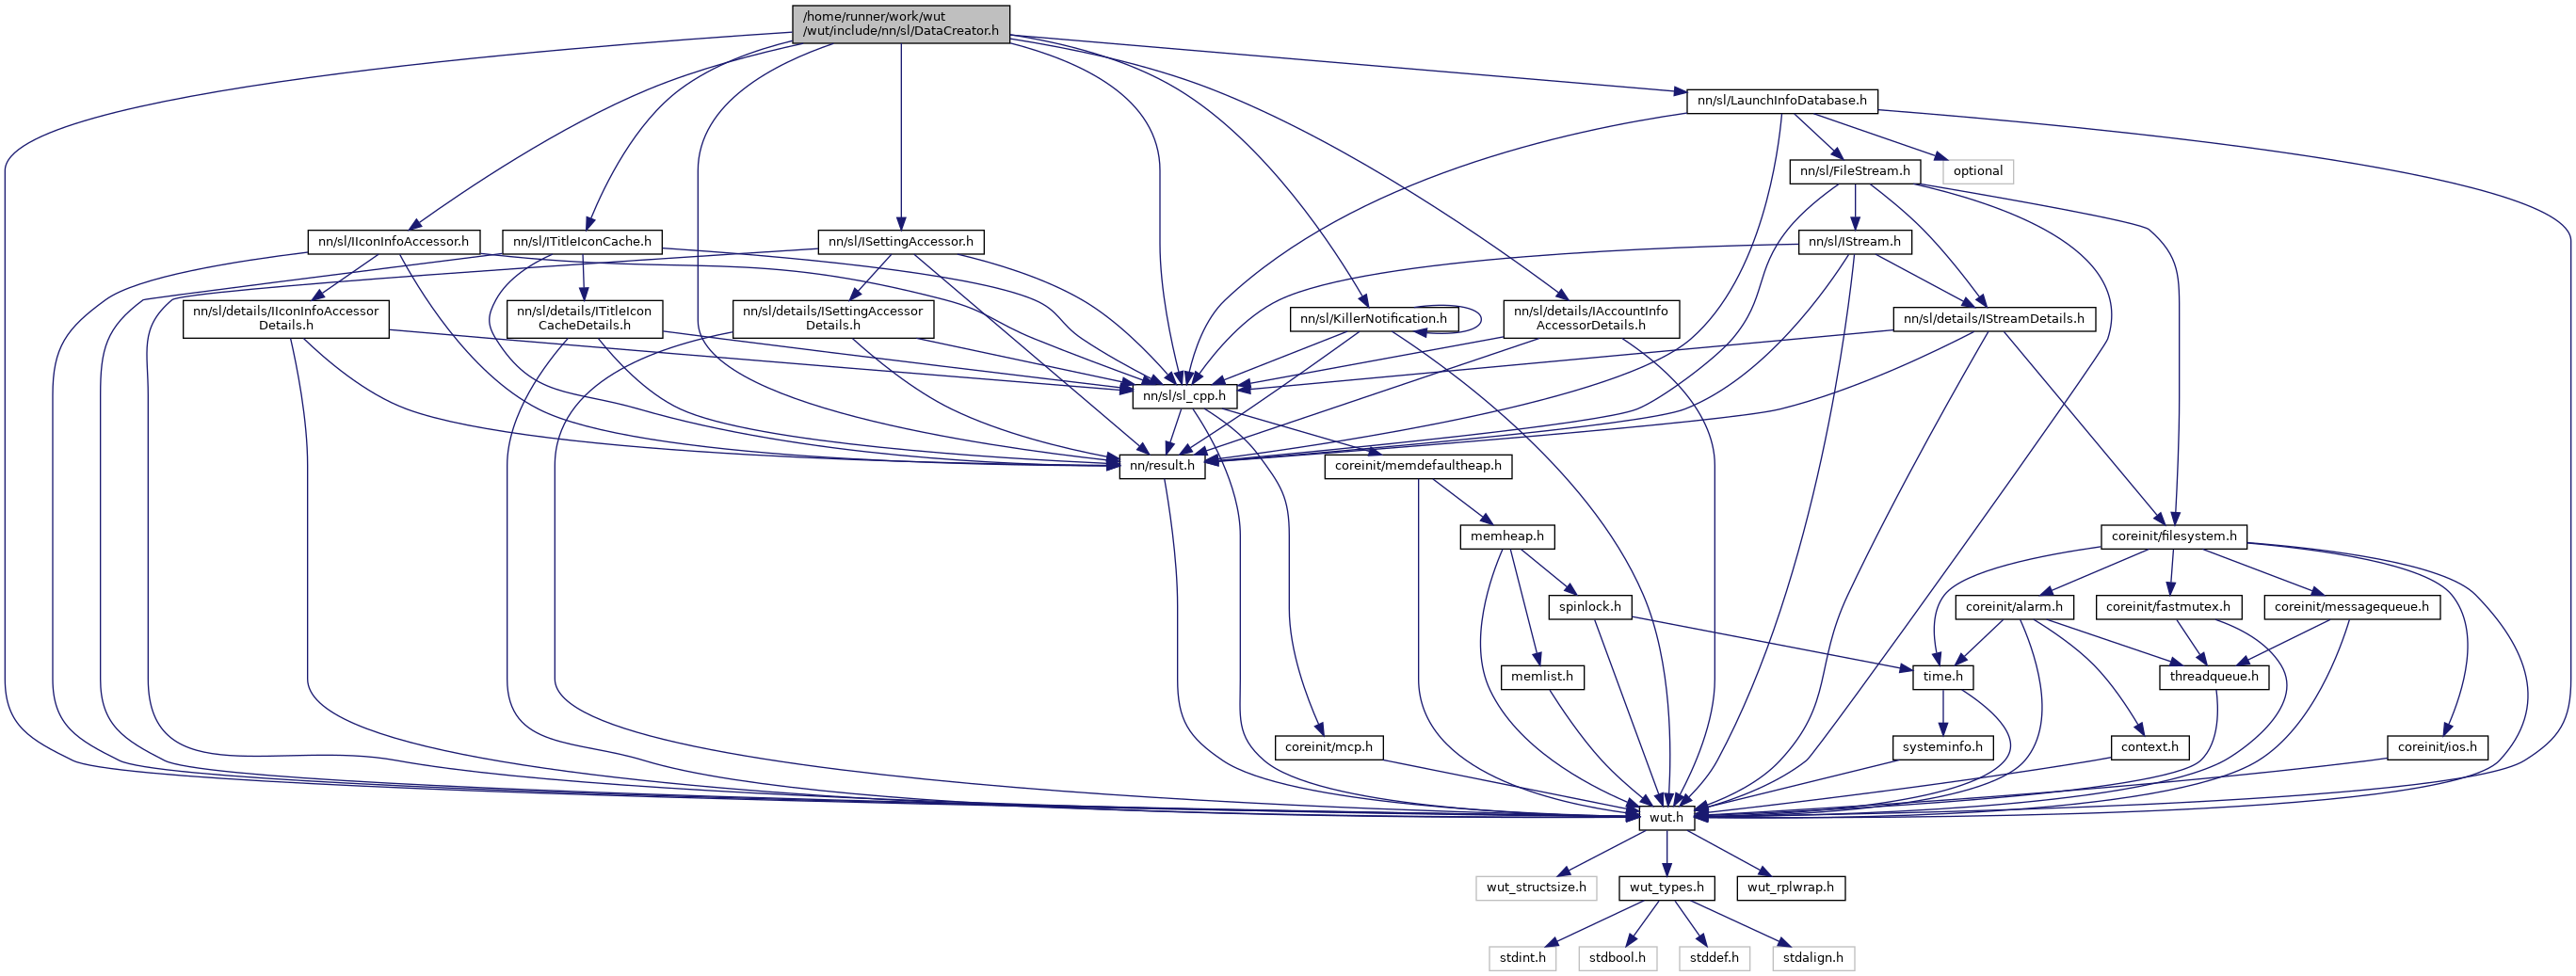 /home/runner/work/wut
/wut/include/nn/sl/DataCreator.h
nn/sl/LaunchInfoDatabase.h
nn/sl/FileStream.h
optional
nn/sl/IIconInfoAccessor.h
nn/sl/ITitleIconCache.h
nn/sl/ISettingAccessor.h
nn/sl/IStream.h
nn/sl/details/IIconInfoAccessor
Details.h
nn/sl/details/ITitleIcon
CacheDetails.h
nn/sl/details/ISettingAccessor
Details.h
nn/sl/KillerNotification.h
nn/sl/details/IAccountInfo
AccessorDetails.h
nn/sl/details/IStreamDetails.h
nn/sl/sl_cpp.h
nn/result.h
coreinit/memdefaultheap.h
memheap.h
coreinit/filesystem.h
spinlock.h
coreinit/alarm.h
coreinit/fastmutex.h
coreinit/messagequeue.h
memlist.h
time.h
threadqueue.h
coreinit/mcp.h
systeminfo.h
context.h
coreinit/ios.h
wut.h
wut_structsize.h
wut_types.h
wut_rplwrap.h
stdint.h
stdbool.h
stddef.h
stdalign.h